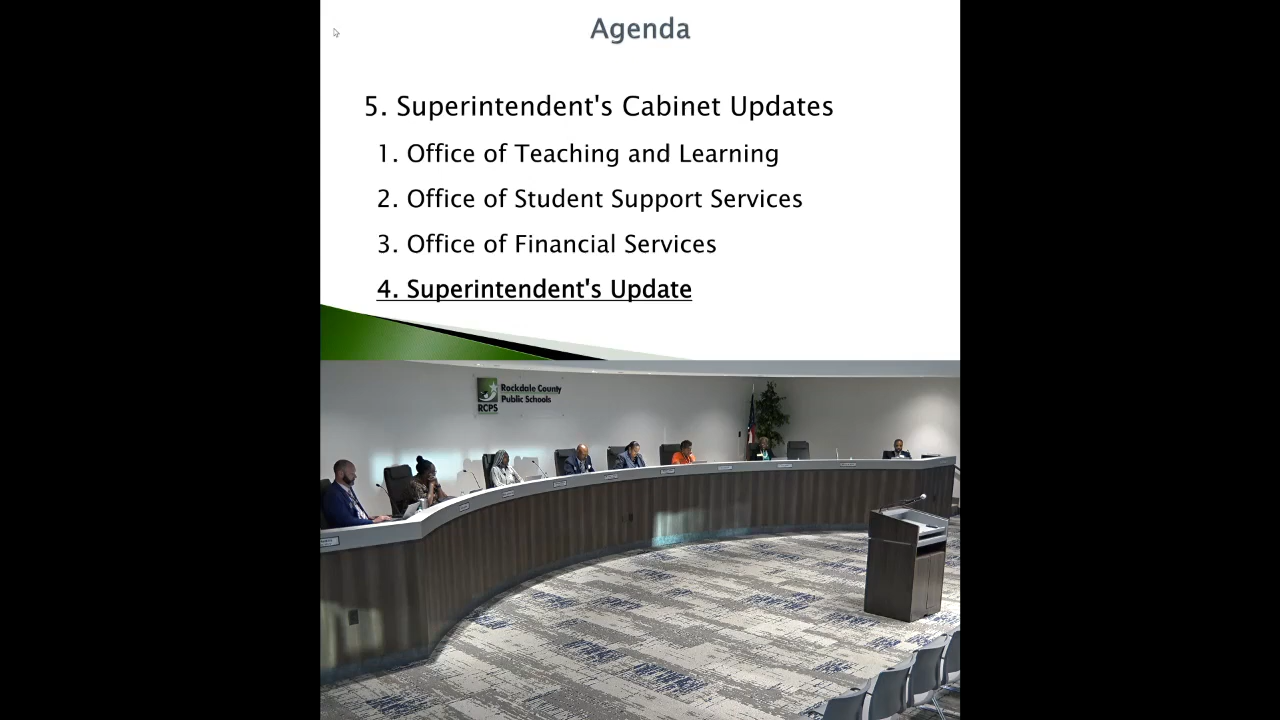 Agenda
5. Superintendent's Cabinet Updates
1. Office of Teaching and Learning
2. Office of Student Support Services
3. Office of Financial Services
4. Superintendent's Update
Rockdale County
Public Schools
RCPS